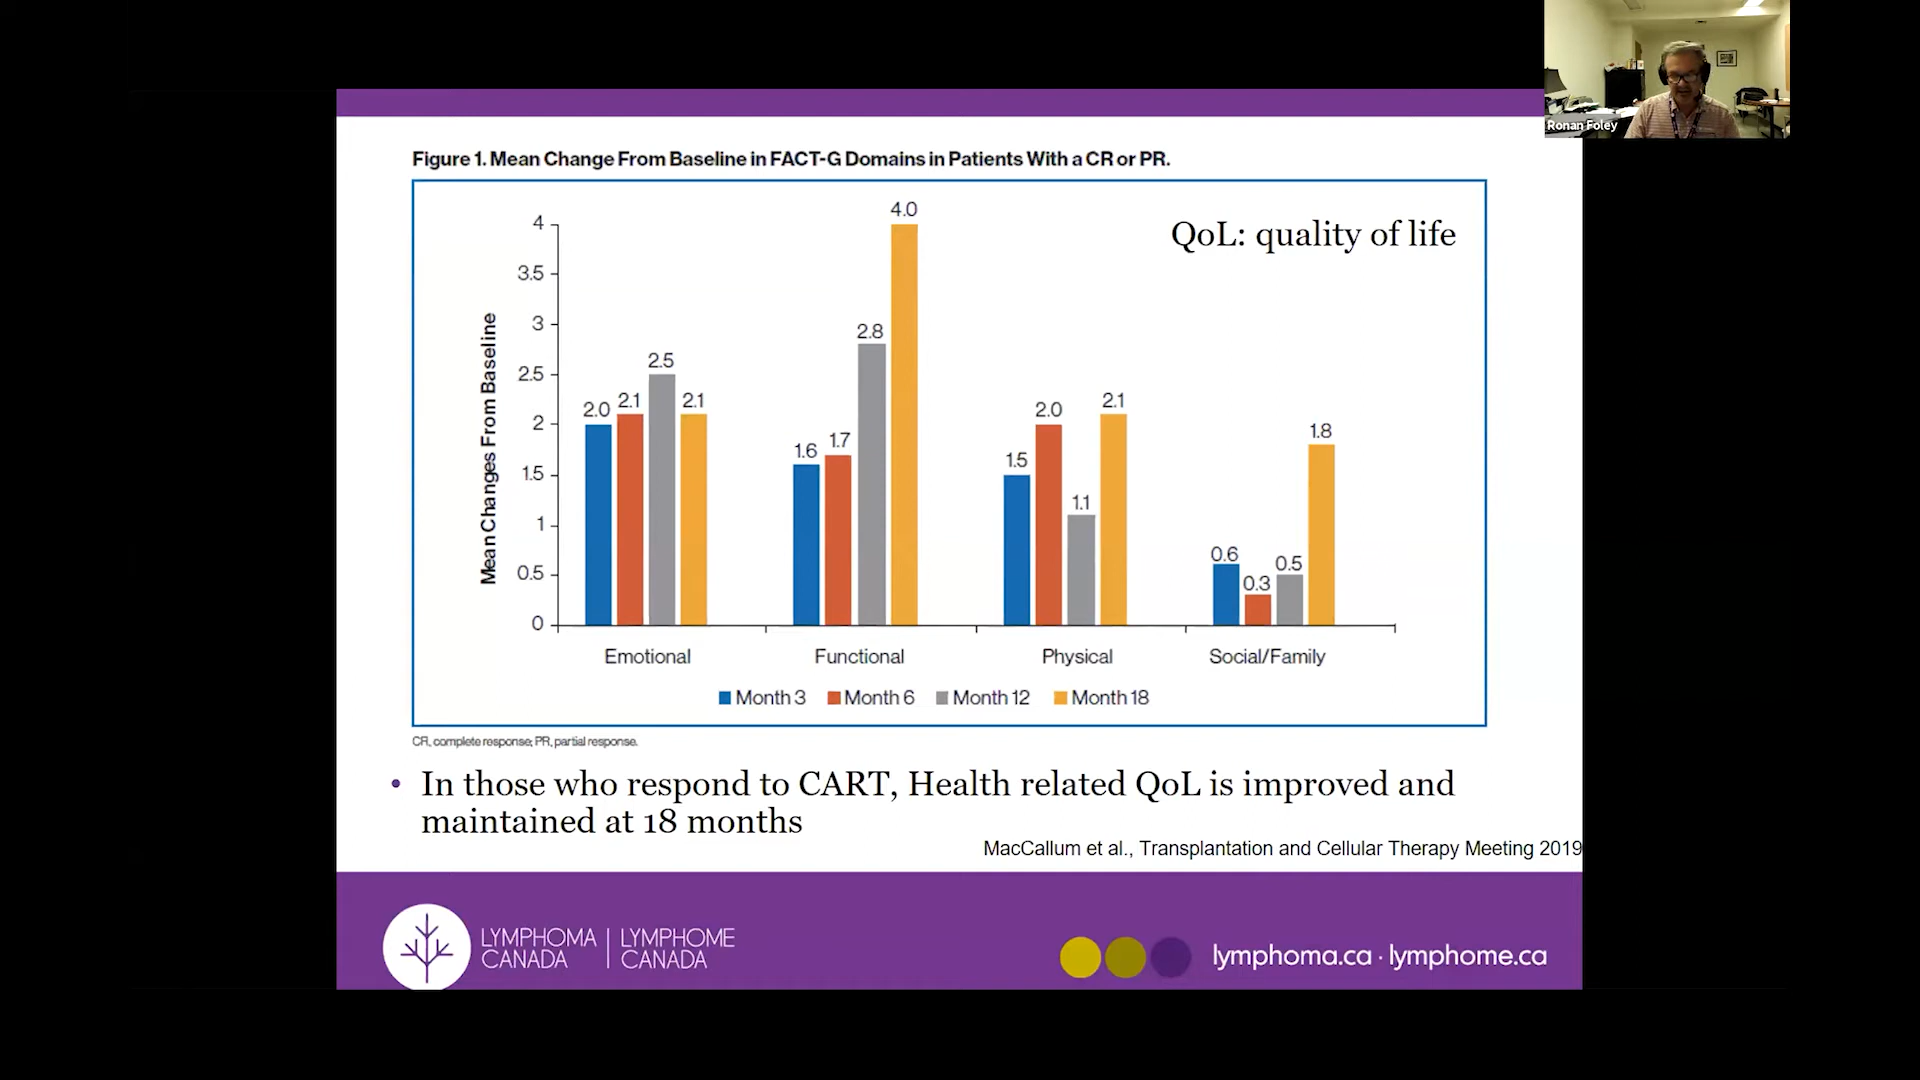 Ronan Foley
Figure 1. Mean Change From Baseline in FACT-G Domains in Patients With a CR or PR.
QoL: quality of life
Mean Changes From Baseline
4
3.5
3
2.5
2
1.5
1
0.5
0
2.0 2.1 2.5 2.1
1.6 1.7 2.8 4.0
1.5 2.0 1.1 2.1
0.6 0.3 0.5 1.8
Emotional Functional Physical Social/Family
Month 3 Month 6 Month 12 Month 18
CR, complete response; PR, partial response.
• In those who respond to CART, Health related QoL is improved and
maintained at 18 months
MacCallum et al., Transplantation and Cellular Therapy Meeting 2019
LYMPHOMA | LYMPHOME
CANADA | CANADA
lymphoma.ca · lymphome.ca